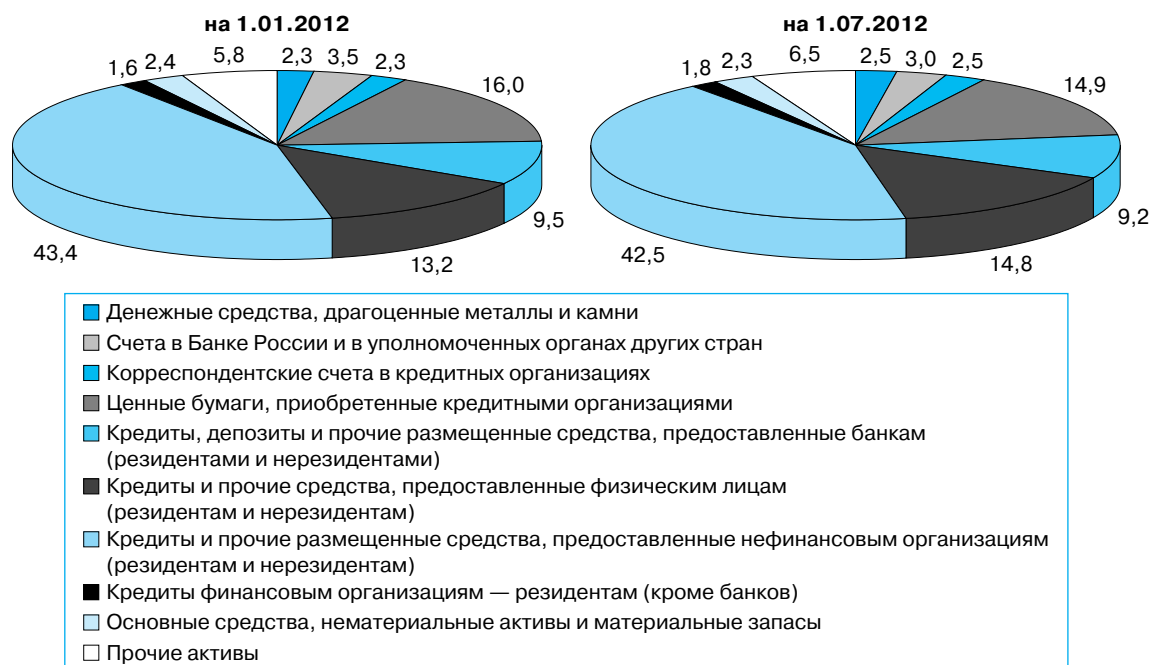 на 1.01.2012
1,6
2,4
5,8
2,3
3,5
2,3
16,0
9,5
13,2
43,4
на 1.07.2012
1,8
2,3
6,5
2,5
3,0
2,5
14,9
9,2
14,8
42,5
Денежные средства, драгоценные металлы и камни
Счета в Банке России и в уполномоченных органах других стран
Корреспондентские счета в кредитных организациях
Ценные бумаги, приобретенные кредитными организациями
Кредиты, депозиты и прочие размещенные средства, предоставленные банкам
(резидентами и нерезидентами)
Кредиты и прочие средства, предоставленные физическим лицам
(резидентам и нерезидентам)
Кредиты и прочие размещенные средства, предоставленные нефинансовым организациям
(резидентам и нерезидентам)
Кредиты финансовым организациям — резидентам (кроме банков)
Основные средства, нематериальные активы и материальные запасы
Прочие активы